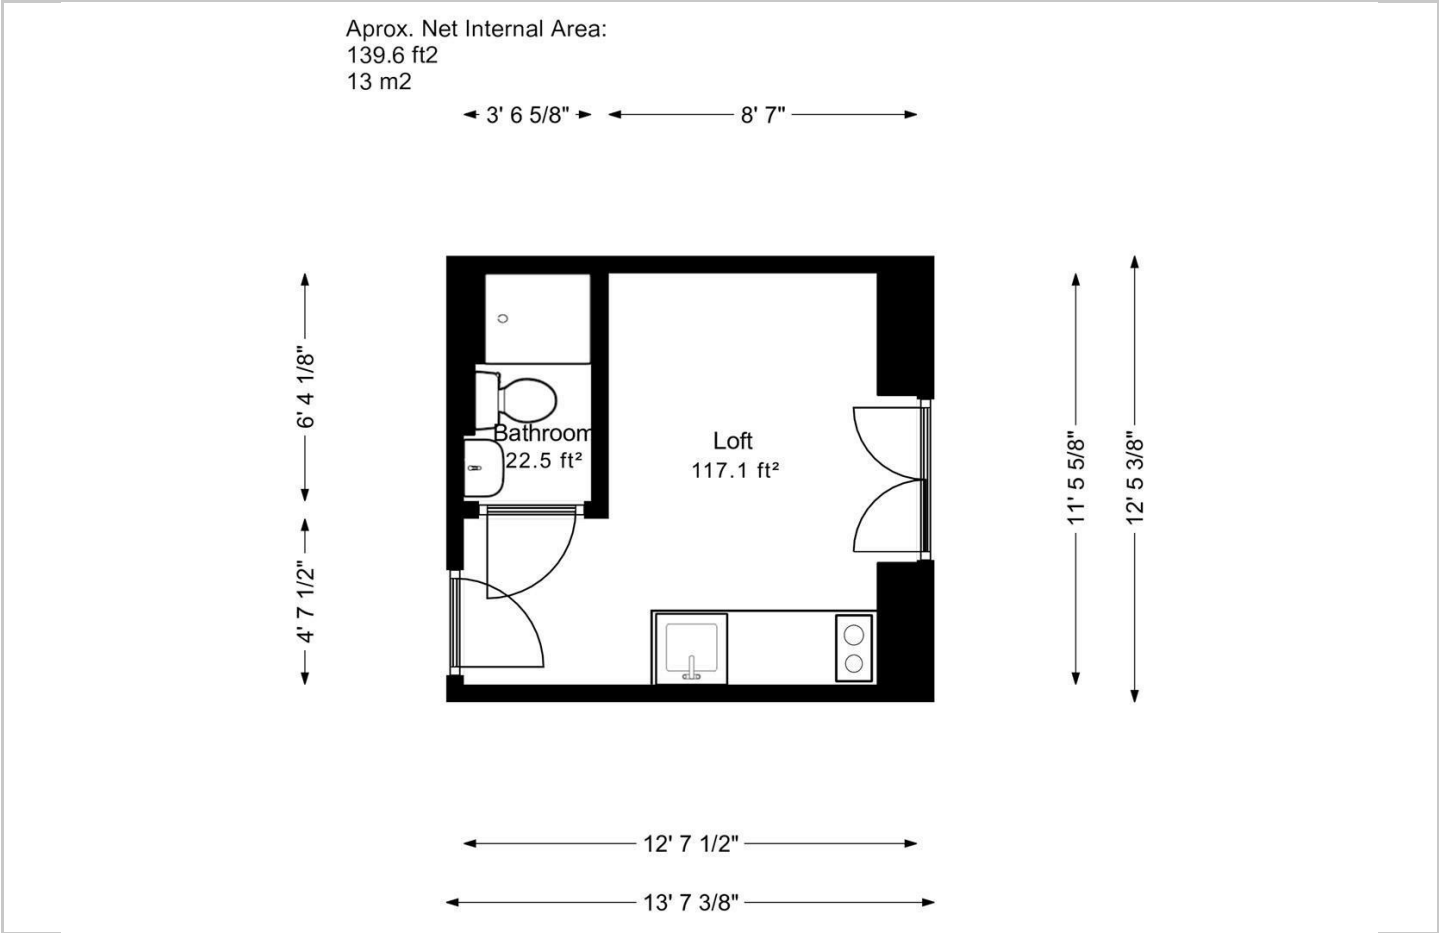 Aprox. Net Internal Area:
139.6 ft2
13 m2
3' 6 5/8"
8' 7"
6' 4 1/8"
4' 7 1/2"
Bathroom
22.5 ft²
Loft
117.1 ft²
11' 5 5/8"
12' 5 3/8"
12' 7 1/2"
13' 7 3/8"